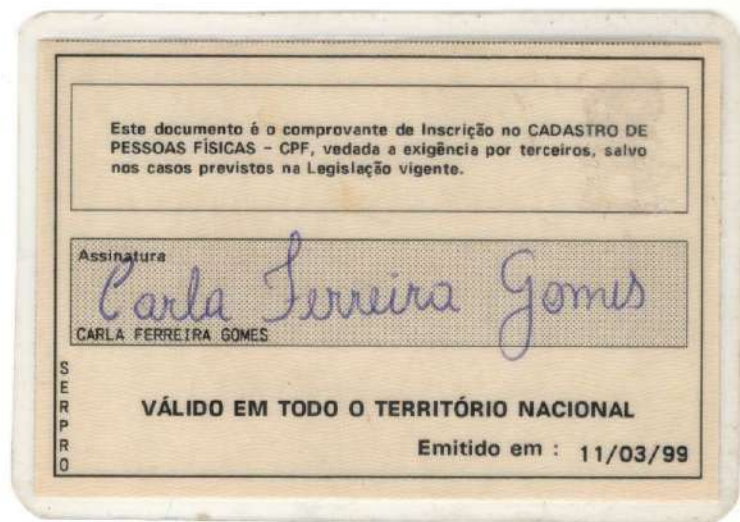 Este documento é o comprovante de Inscrição no CADASTRO DE
PESSOAS FÍSICAS - CPF, vedada a exigência por terceiros, salvo
nos casos previstos na Legislação vigente.
Assinatura
Carla Ferreira Gomes
CARLA FERREIRA GOMES
SERPRO
VÁLIDO EM TODO O TERRITÓRIO NACIONAL
Emitido em : 11/03/99